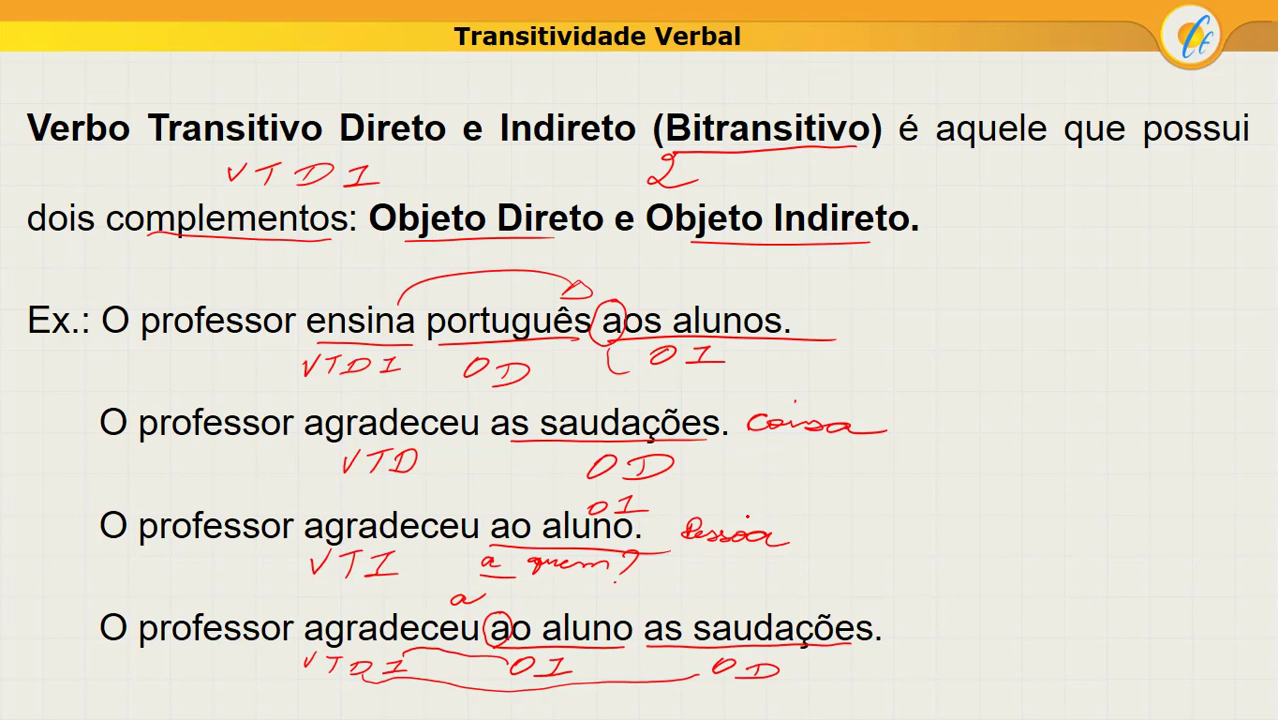 Transitividade Verbal
Verbo Transitivo Direto e Indireto (Bitransitivo) é aquele que possui
VTDI 2
dois complementos: Objeto Direto e Objeto Indireto.
Ex.: O professor ensina português aos alunos.
VTDI OD OI
O professor agradeceu as saudações. coisa
VTD OD
OI
O professor agradeceu ao aluno. Pessoa
VTI a quem?
a
O professor agradeceu ao aluno as saudações.
VTDI OI OD